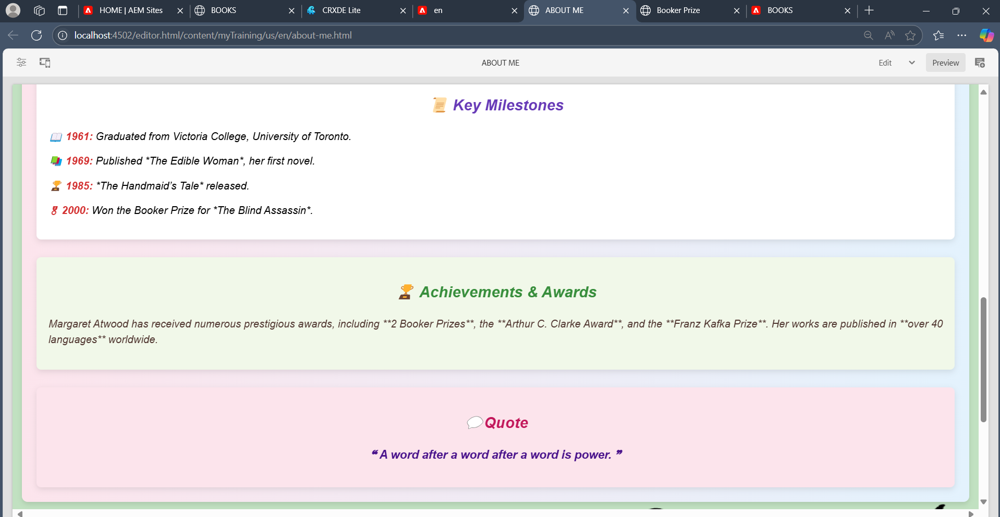 HOME | AEM Sites
BOOKS
CRXDE Lite
en
ABOUT ME
Booker Prize
BOOKS
localhost:4502/editor.html/content/myTraining/us/en/about-me.html
ABOUT ME
Edit
Preview
📜 Key Milestones
📖 1961: Graduated from Victoria College, University of Toronto.
📚 1969: Published *The Edible Woman*, her first novel.
🏆 1985: *The Handmaid’s Tale* released.
🎖 2000: Won the Booker Prize for *The Blind Assassin*.
🏆 Achievements & Awards
Margaret Atwood has received numerous prestigious awards, including **2 Booker Prizes**, the **Arthur C. Clarke Award**, and the **Franz Kafka Prize**. Her works are published in **over 40
languages** worldwide.
💬Quote
❝ A word after a word after a word is power. ❞